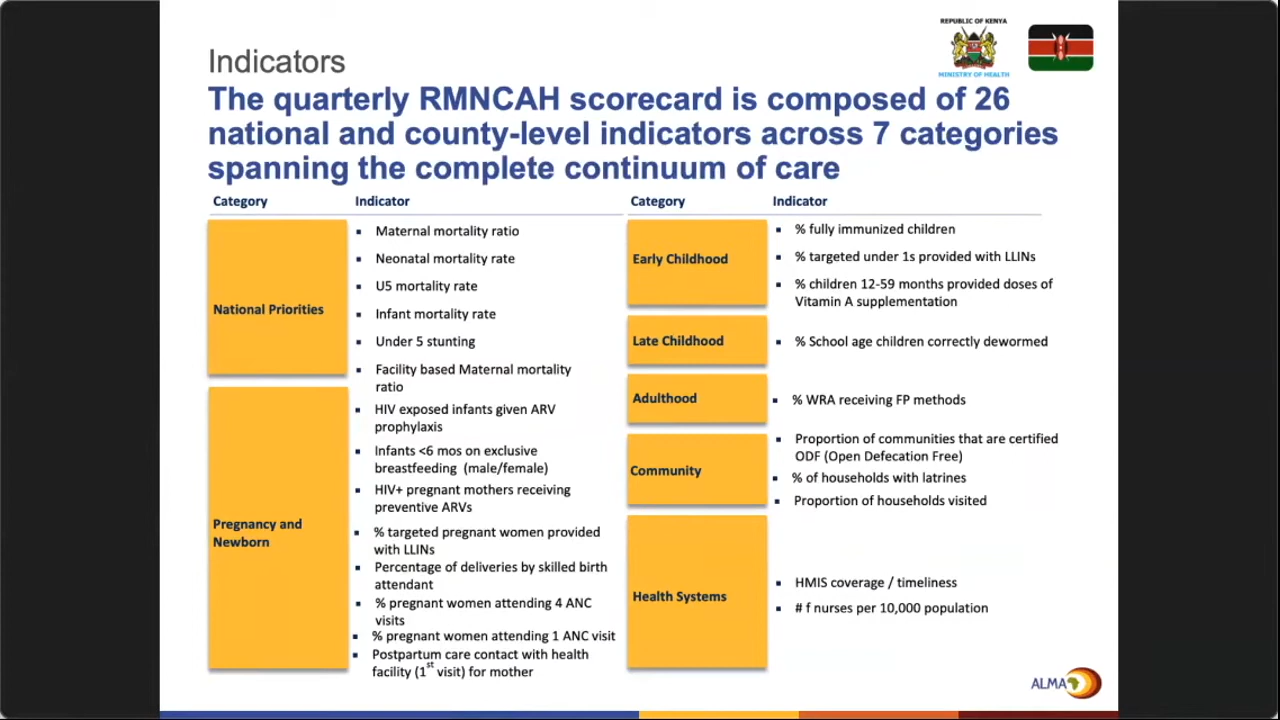 REPUBLIC OF KENYA
MINISTRY OF HEALTH
Indicators
The quarterly RMNCAH scorecard is composed of 26
national and county-level indicators across 7 categories
spanning the complete continuum of care
Category
Indicator
National Priorities
▪ Maternal mortality ratio
▪ Neonatal mortality rate
▪ U5 mortality rate
▪ Infant mortality rate
▪ Under 5 stunting
▪ Facility based Maternal mortality
ratio
Pregnancy and
Newborn
▪ HIV exposed infants given ARV
prophylaxis
▪ Infants <6 mos on exclusive
breastfeeding (male/female)
▪ HIV+ pregnant mothers receiving
preventive ARVs
▪ % targeted pregnant women provided
with LLINs
▪ Percentage of deliveries by skilled birth
attendant
▪ % pregnant women attending 4 ANC
visits
▪ % pregnant women attending 1 ANC visit
▪ Postpartum care contact with health
facility (1st visit) for mother
Category
Indicator
Early Childhood
▪ % fully immunized children
▪ % targeted under 1s provided with LLINs
▪ % children 12-59 months provided doses of
Vitamin A supplementation
Late Childhood
▪ % School age children correctly dewormed
Adulthood
▪ % WRA receiving FP methods
Community
▪ Proportion of communities that are certified
ODF (Open Defecation Free)
▪ % of households with latrines
▪ Proportion of households visited
Health Systems
▪ HMIS coverage / timeliness
▪ # f nurses per 10,000 population
ALMA